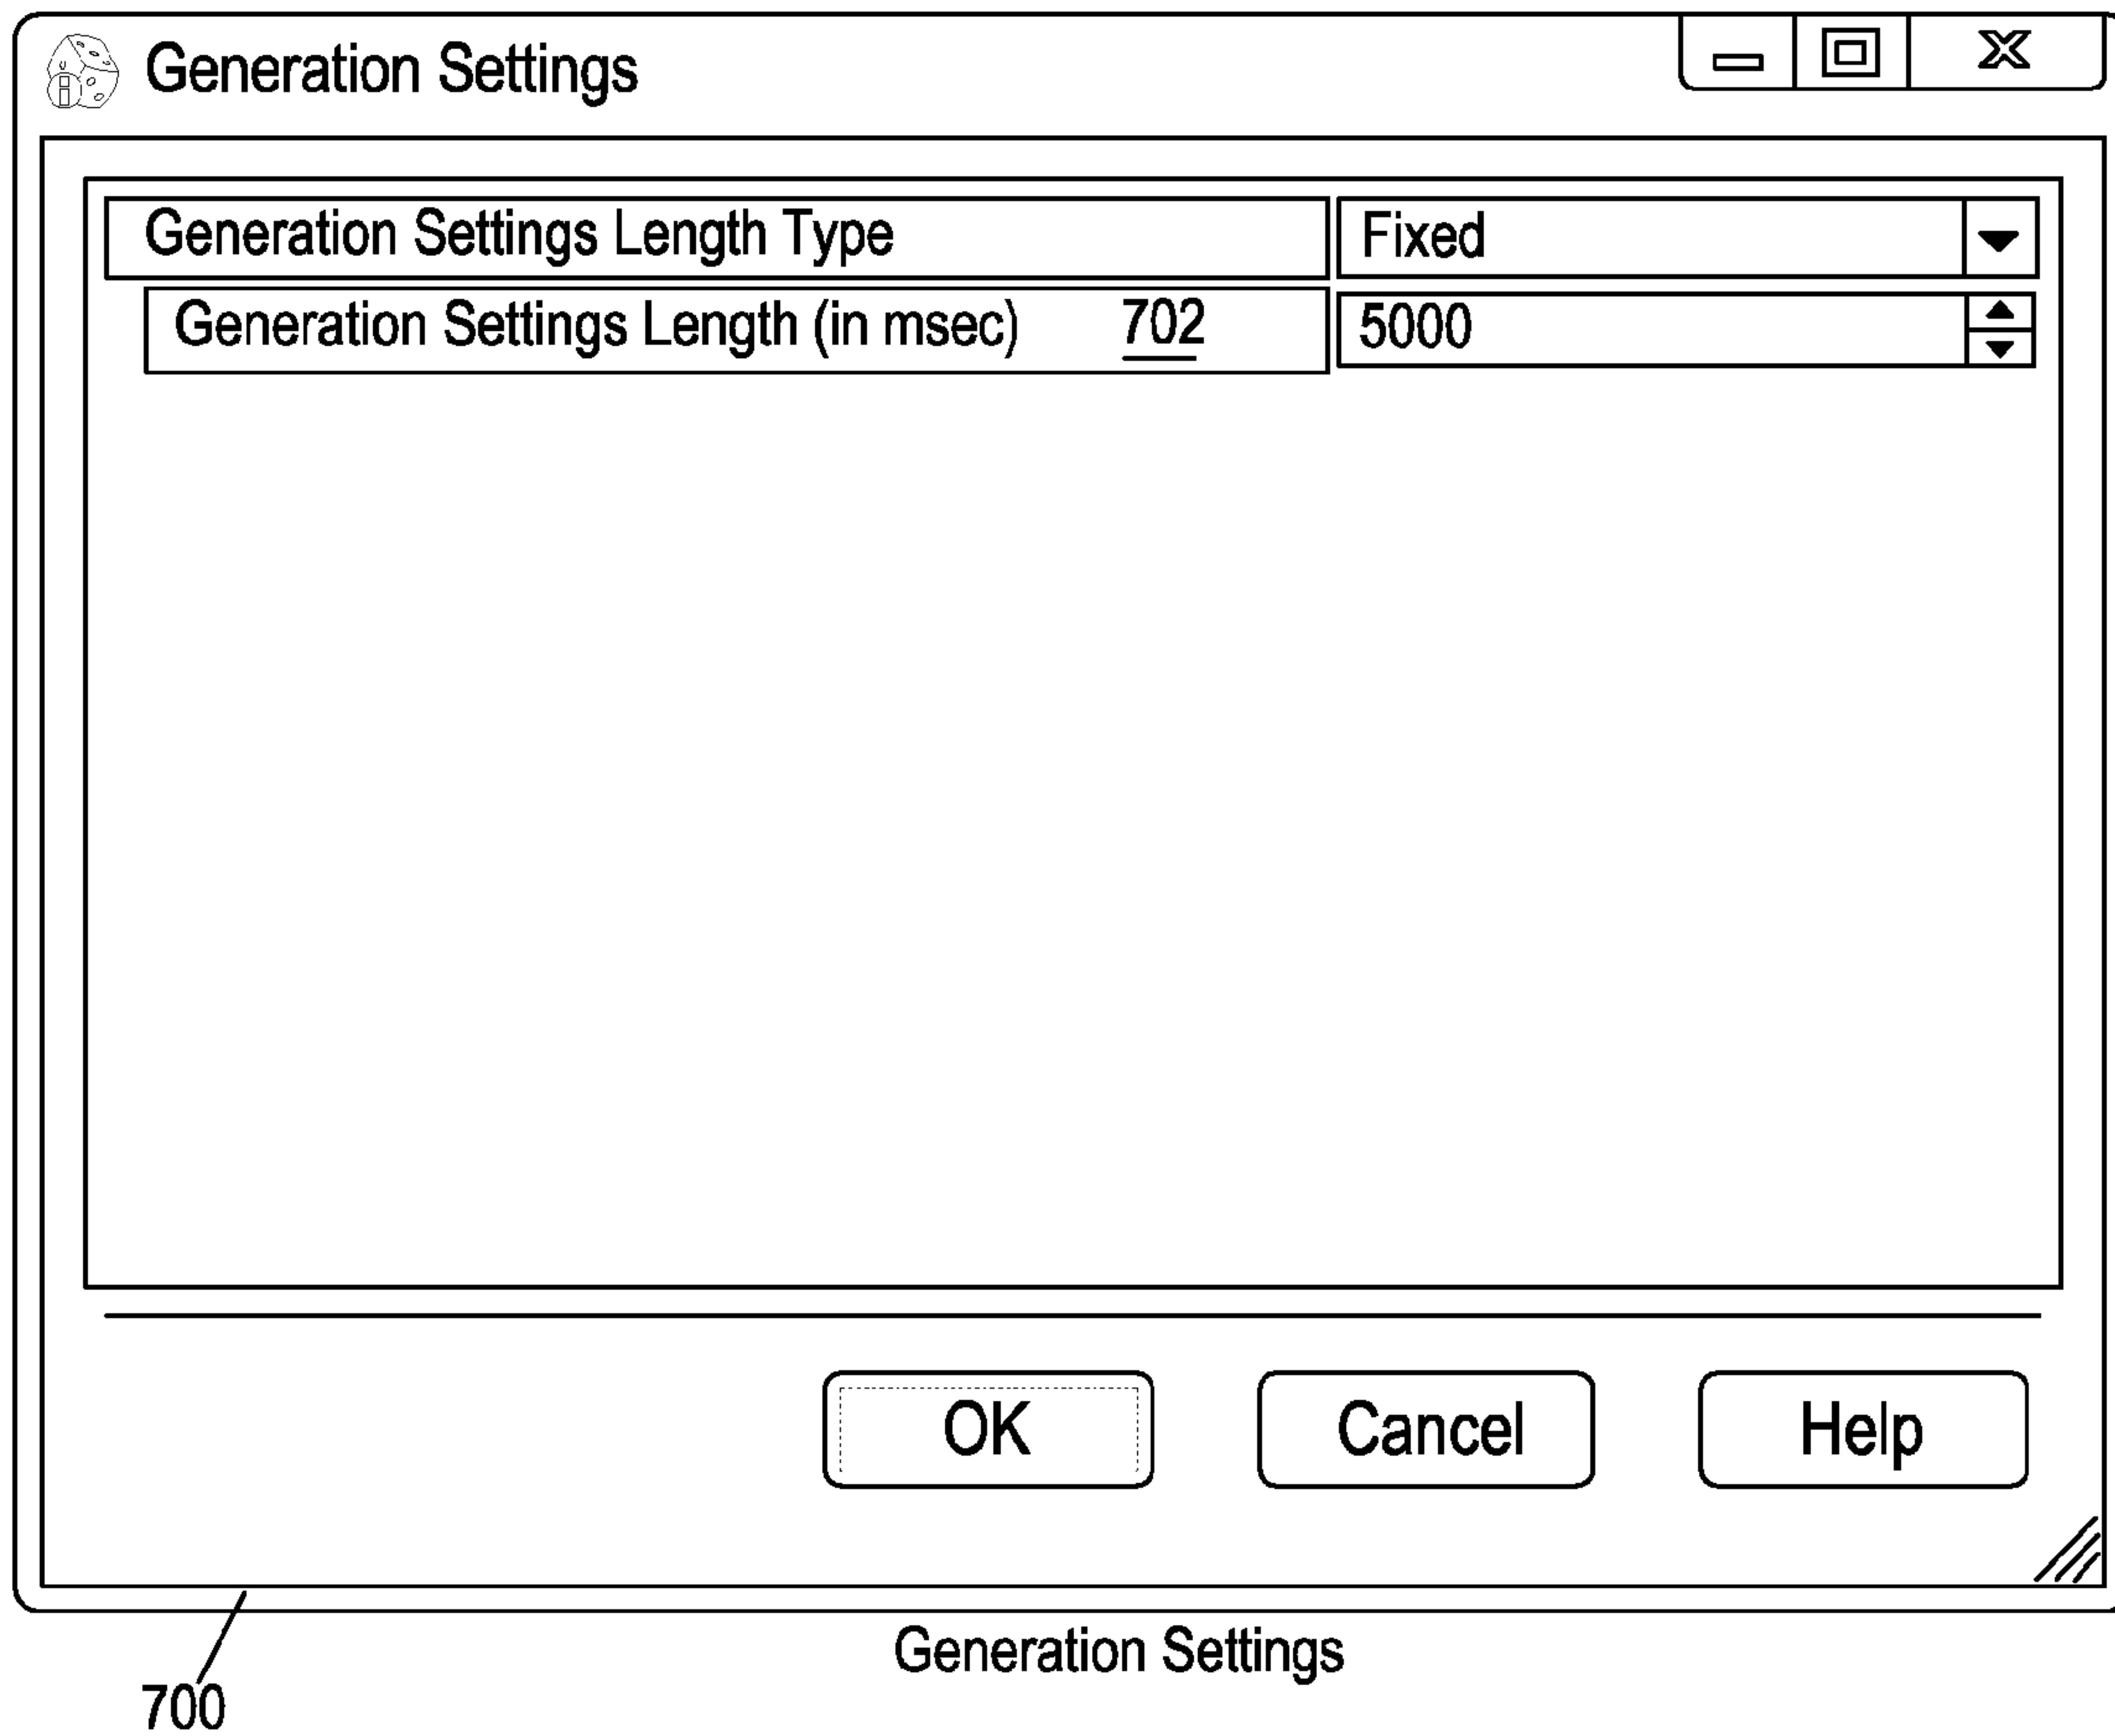 Generation Settings
Generation Settings Length Type Fixed
Generation Settings Length (in msec) 702 5000
OK Cancel Help
Generation Settings
700